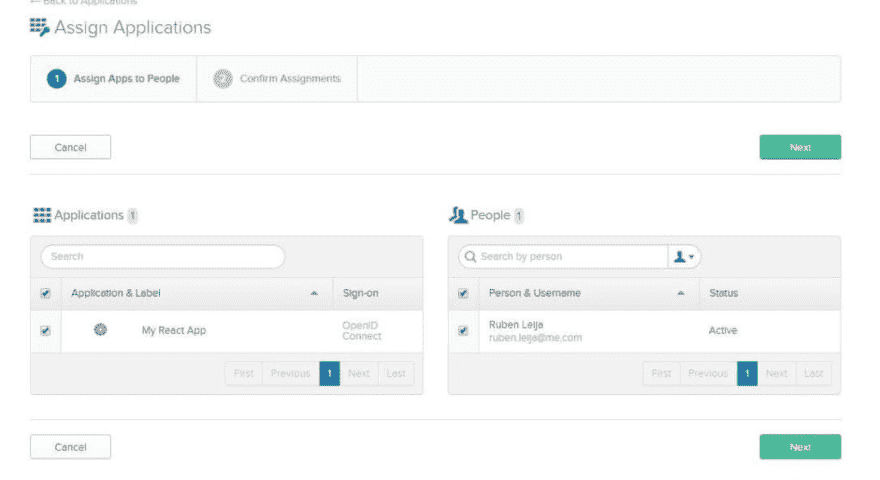 ← Back to Applications
Assign Applications
1 Assign Apps to People
2 Confirm Assignments
Cancel
Next
Applications 1
People 1
Search
Search by person
Application & Label
Sign-on
Person & Username
Status
My React App
OpenID
Connect
Ruben Leija
ruben.leija@me.com
Active
First Previous 1 Next Last
First Previous 1 Next Last
Cancel
Next